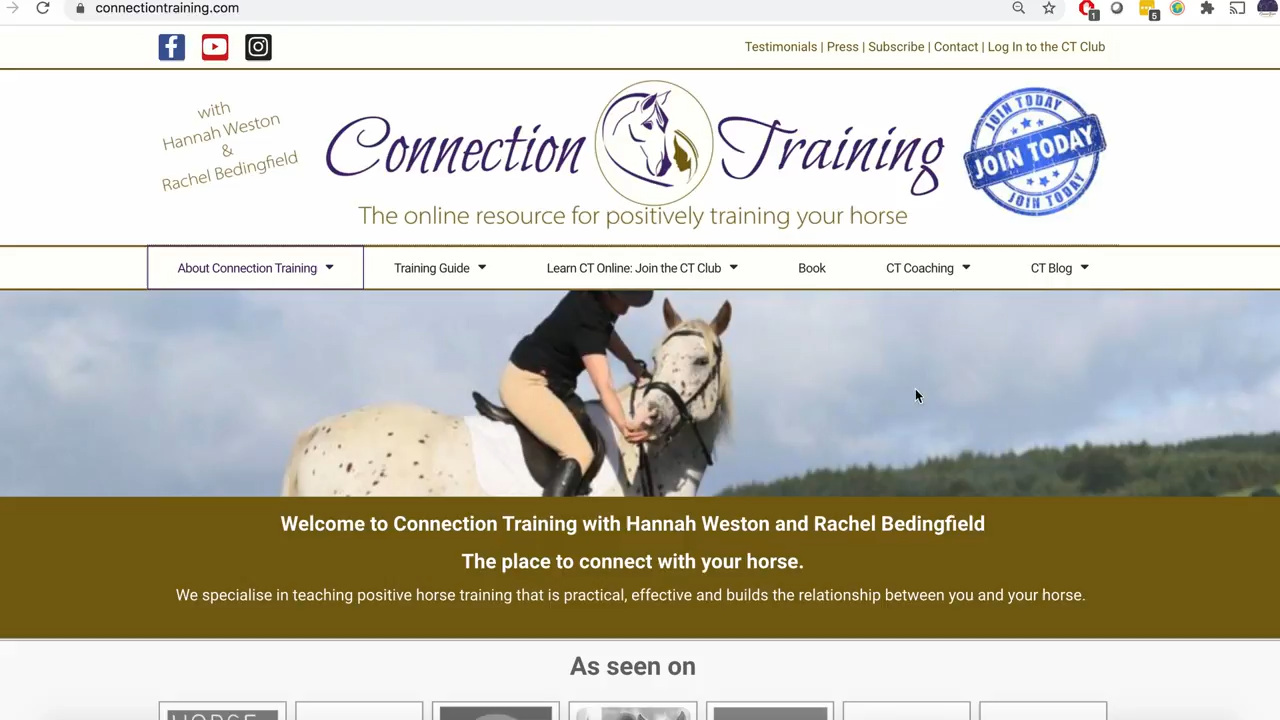 connectiontraining.com
1
5
Testimonials | Press | Subscribe | Contact | Log In to the CT Club
with
Hannah Weston
&
Rachel Bedingfield
Connection Training
JOIN TODAY
JOIN TODAY
JOIN TODAY
The online resource for positively training your horse
About Connection Training
Training Guide
Learn CT Online: Join the CT Club
Book
CT Coaching
CT Blog
Welcome to Connection Training with Hannah Weston and Rachel Bedingfield
The place to connect with your horse.
We specialise in teaching positive horse training that is practical, effective and builds the relationship between you and your horse.
As seen on
HORSE